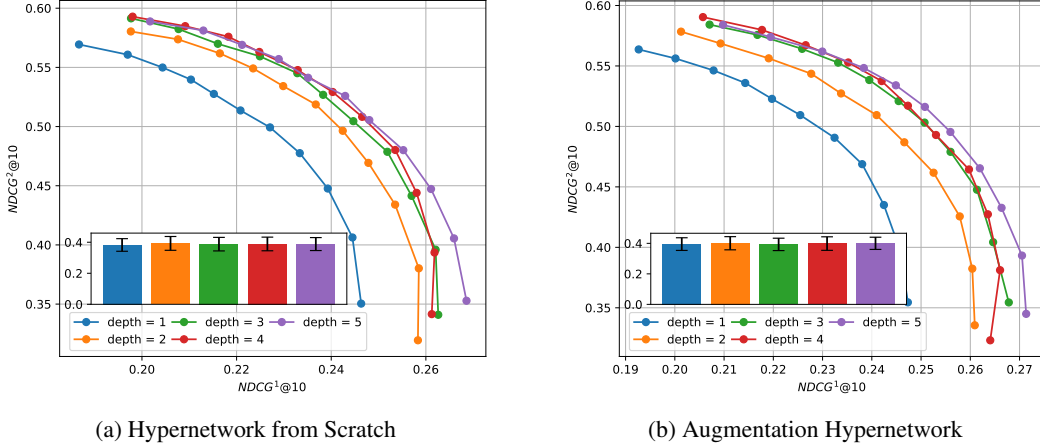 0.60
0.55
0.50
0.45
0.40
0.35
NDCG²@10
0.4
0.2
0.0
depth = 1
depth = 2
depth = 3
depth = 4
depth = 5
0.20
0.22
0.24
0.26
NDCG¹@10
(a) Hypernetwork from Scratch
0.60
0.55
0.50
0.45
0.40
0.35
NDCG²@10
0.4
0.2
0.0
depth = 1
depth = 2
depth = 3
depth = 4
depth = 5
0.19
0.20
0.21
0.22
0.23
0.24
0.25
0.26
0.27
NDCG¹@10
(b) Augmentation Hypernetwork